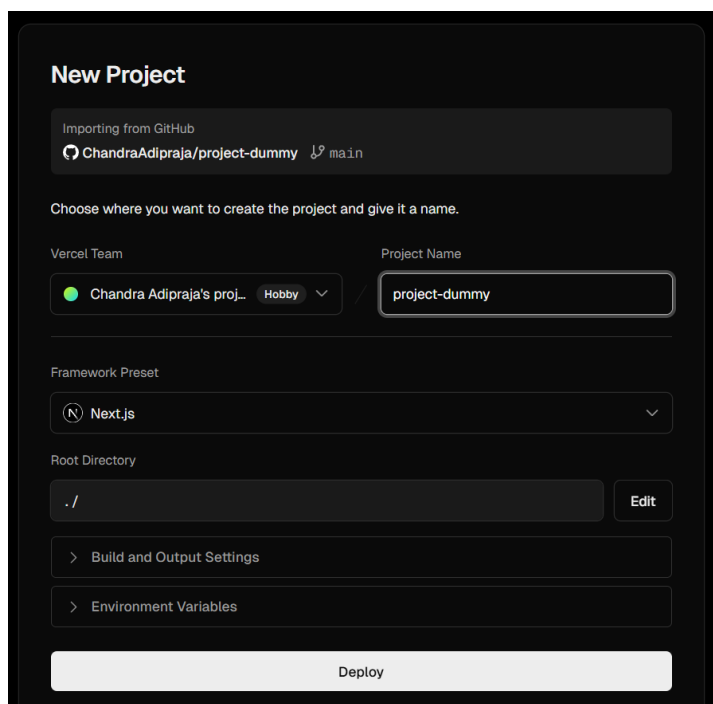 New Project
Importing from GitHub
ChandraAdipraja/project-dummy main
Choose where you want to create the project and give it a name.
Vercel Team
Project Name
Chandra Adipraja's proj... Hobby
/
project-dummy
Framework Preset
N Next.js
Root Directory
./
Edit
Build and Output Settings
Environment Variables
Deploy